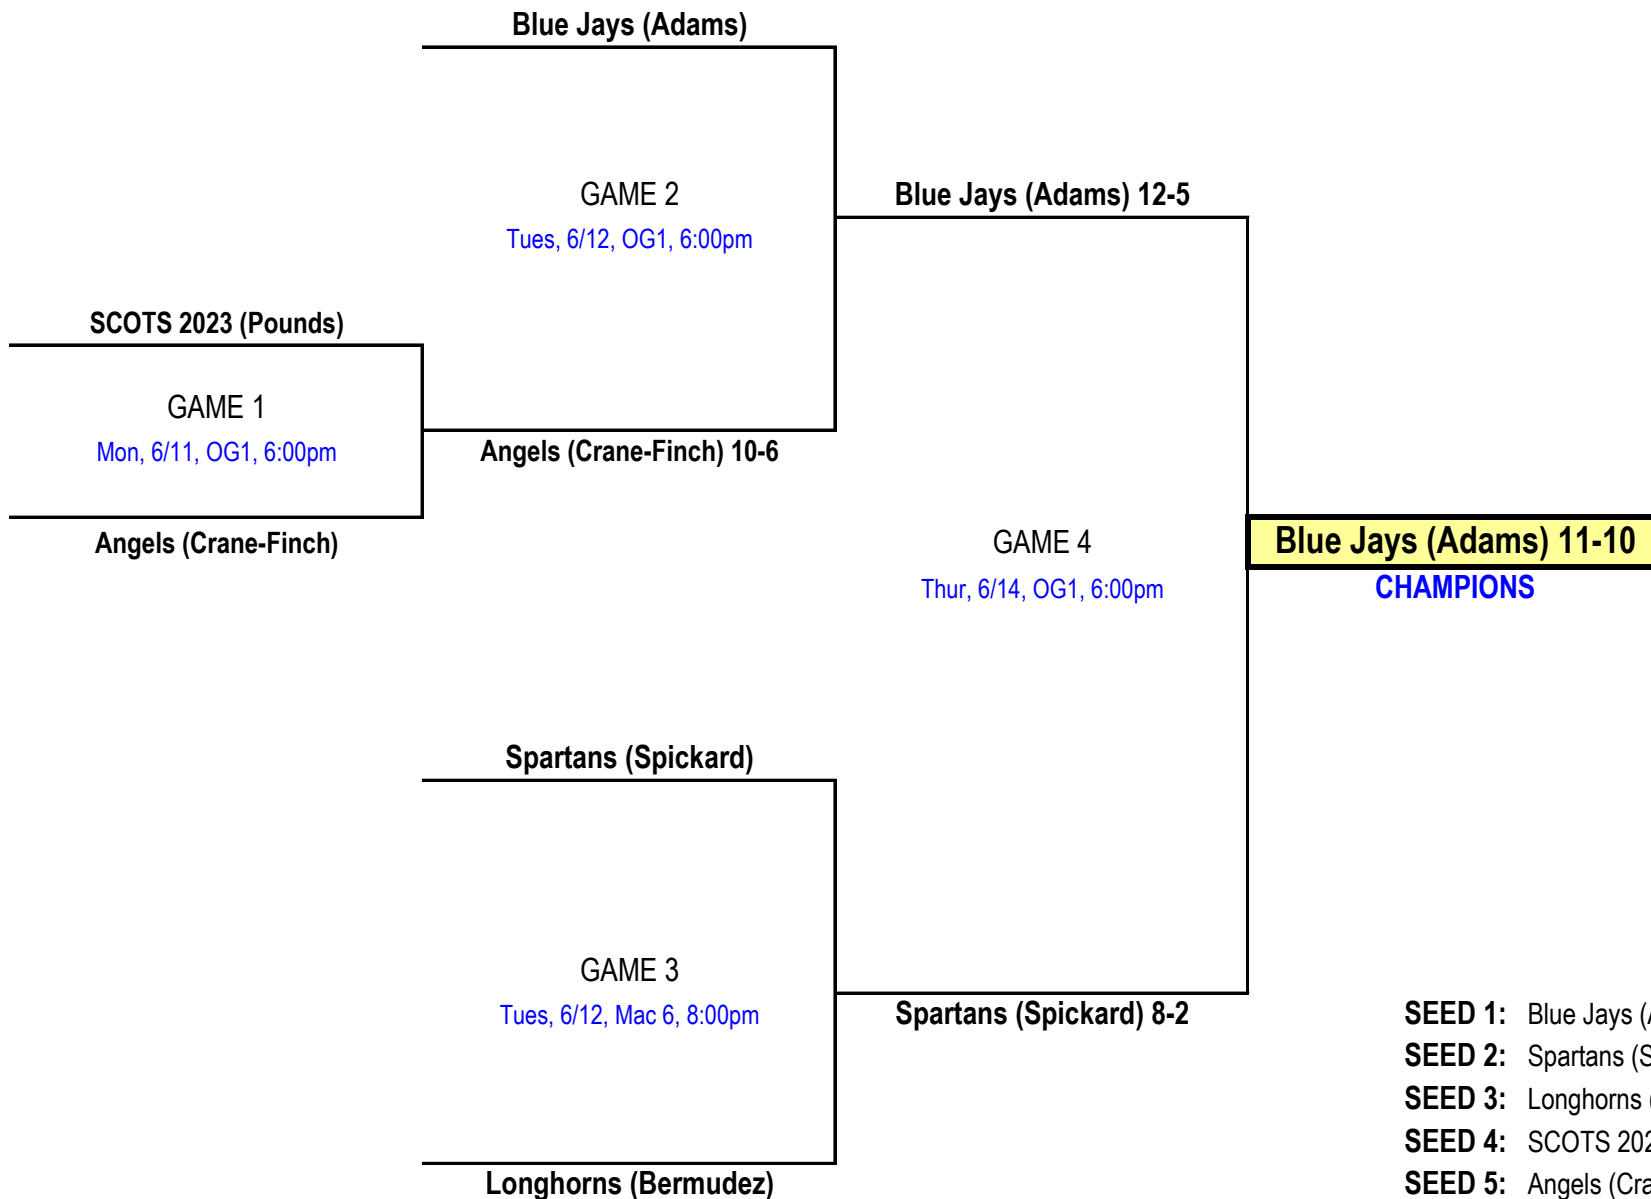 Blue Jays (Adams)
GAME 2
Tues, 6/12, OG1, 6:00pm
Blue Jays (Adams) 12-5
SCOTS 2023 (Pounds)
GAME 1
Mon, 6/11, OG1, 6:00pm
Angels (Crane-Finch) 10-6
Angels (Crane-Finch)
GAME 4
Thur, 6/14, OG1, 6:00pm
Blue Jays (Adams) 11-10
CHAMPIONS
Spartans (Spickard)
GAME 3
Tues, 6/12, Mac 6, 8:00pm
Spartans (Spickard) 8-2
Longhorns (Bermudez)
SEED 1: Blue Jays (
SEED 2: Spartans (
SEED 3: Longhorns
SEED 4: SCOTS
SEED 5: Angels